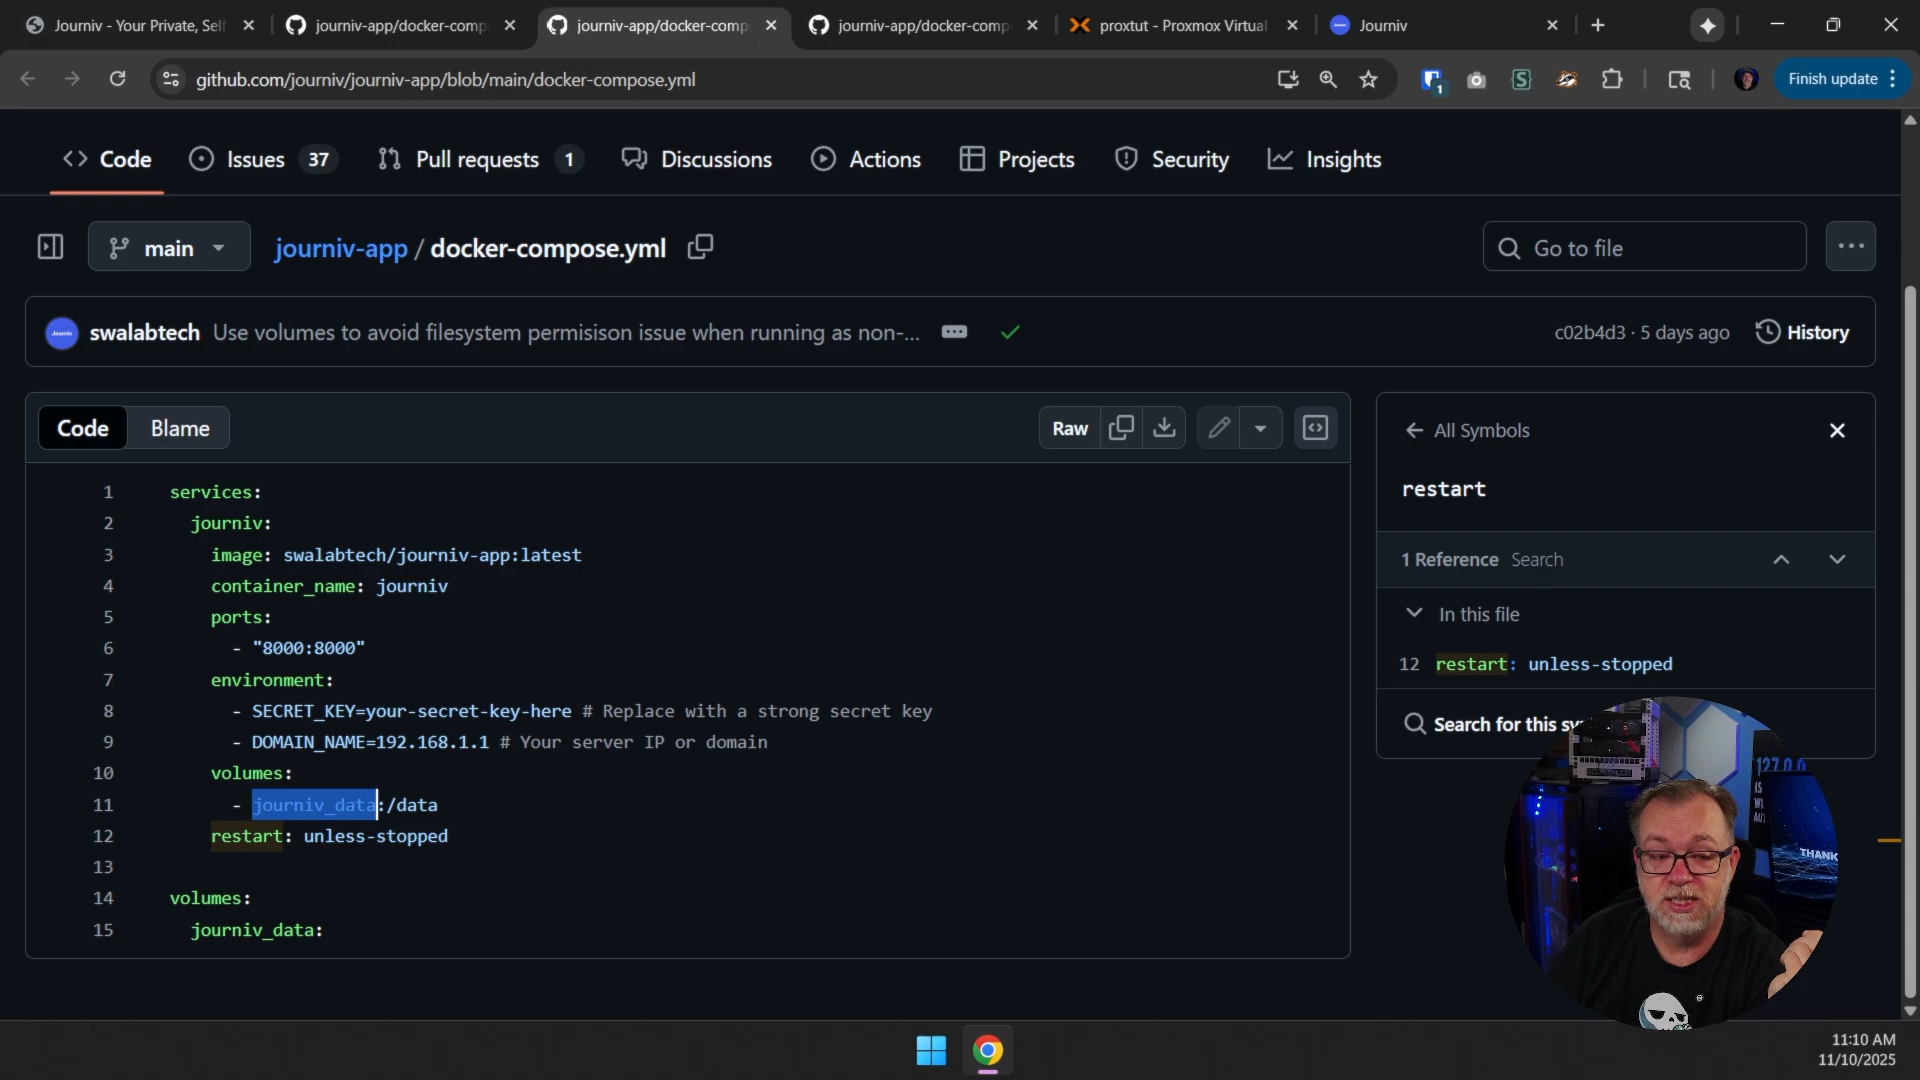 Journiv - Your Private, Self
journiv-app/docker-comp
journiv-app/docker-comp
journiv-app/docker-comp
proxtut - Proxmox Virtual
Journiv
github.com/journiv/journiv-app/blob/main/docker-compose.yml
1
Finish update
Code
Issues 37
Pull requests 1
Discussions
Actions
Projects
Security
Insights
main
journiv-app / docker-compose.yml
Go to file
swalabtech Use volumes to avoid filesystem permisison issue when running as non-...
c02b4d3 · 5 days ago
History
Code
Blame
Raw
1 services:
2 journiv:
3 image: swalabtech/journiv-app:latest
4 container_name: journiv
5 ports:
6 - "8000:8000"
7 environment:
8 - SECRET_KEY=your-secret-key-here # Replace with a strong secret key
9 - DOMAIN_NAME=192.168.1.1 # Your server IP or domain
10 volumes:
11 - journiv_data:/data
12 restart: unless-stopped
13
14 volumes:
15 journiv_data:
All Symbols
restart
1 Reference Search
In this file
12 restart: unless-stopped
Search for this sy
127.0.0
THANK
11:10 AM
11/10/2025